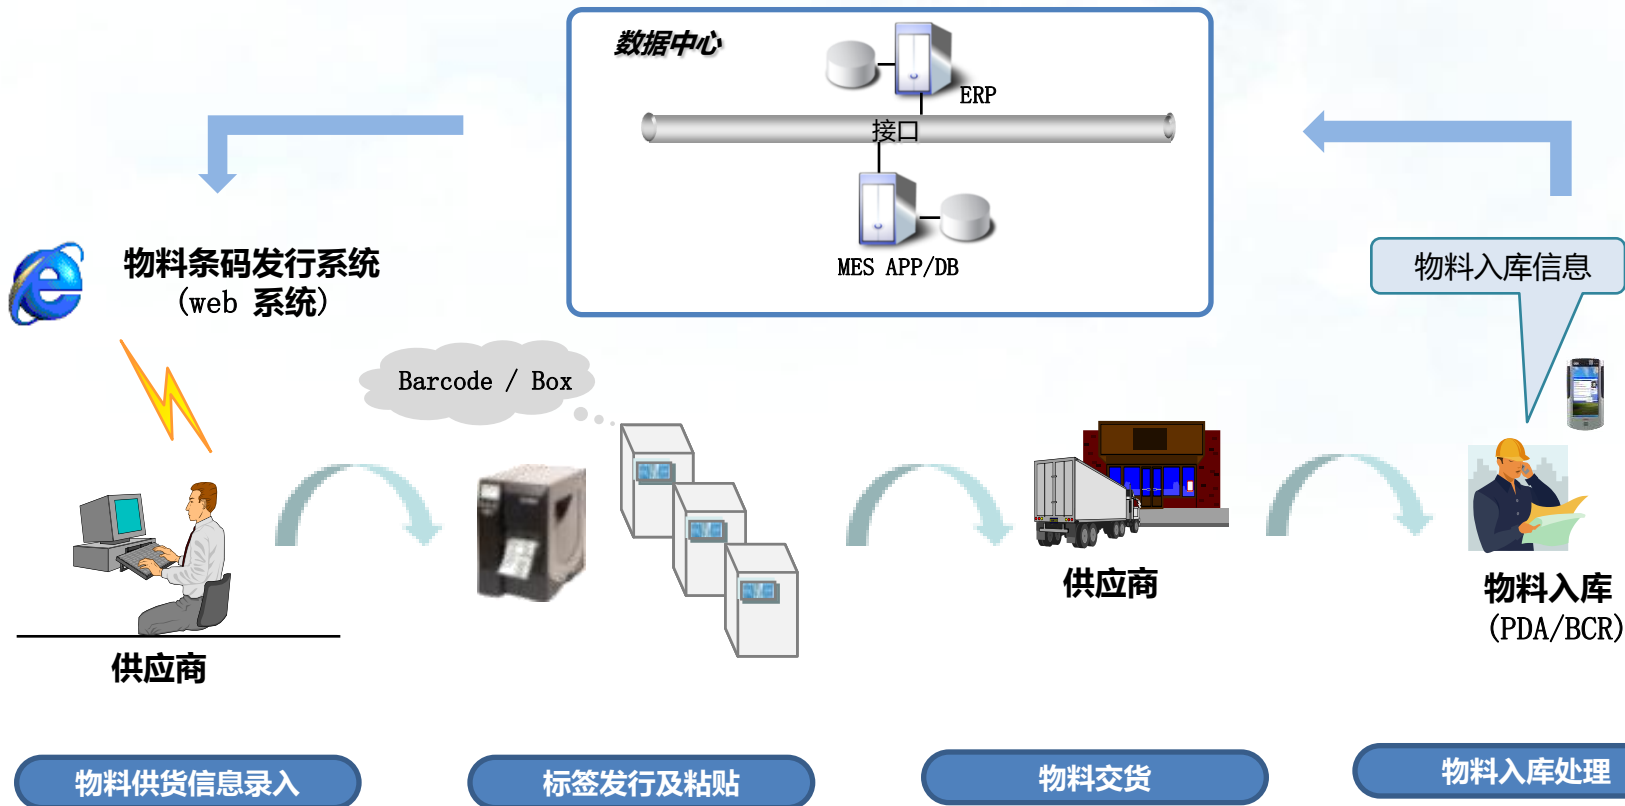 数据中心
ERP
接口
MES APP/DB
物料条码发行系统
(web 系统)
物料入库信息
Barcode / Box
供应商
供应商
物料入库
(PDA/BCR)
物料供货信息录入
标签发行及粘贴
物料交货
物料入库处理